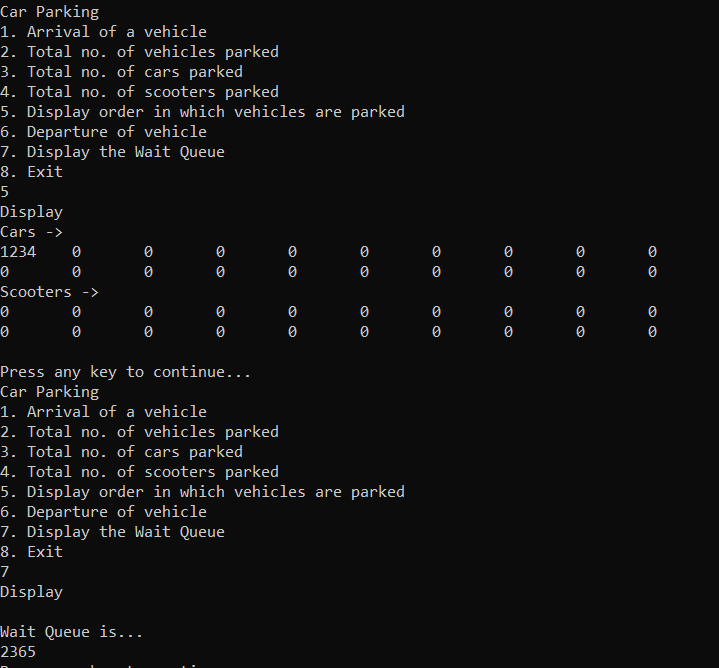 Car Parking
1. Arrival of a vehicle
2. Total no. of vehicles parked
3. Total no. of cars parked
4. Total no. of scooters parked
5. Display order in which vehicles are parked
6. Departure of vehicle
7. Display the Wait Queue
8. Exit
5
Display
Cars ->
1234 0 0 0 0 0 0 0 0 0
0 0 0 0 0 0 0 0 0 0
Scooters ->
0 0 0 0 0 0 0 0 0 0
0 0 0 0 0 0 0 0 0 0
Press any key to continue...
Car Parking
1. Arrival of a vehicle
2. Total no. of vehicles parked
3. Total no. of cars parked
4. Total no. of scooters parked
5. Display order in which vehicles are parked
6. Departure of vehicle
7. Display the Wait Queue
8. Exit
7
Display
Wait Queue is...
2365